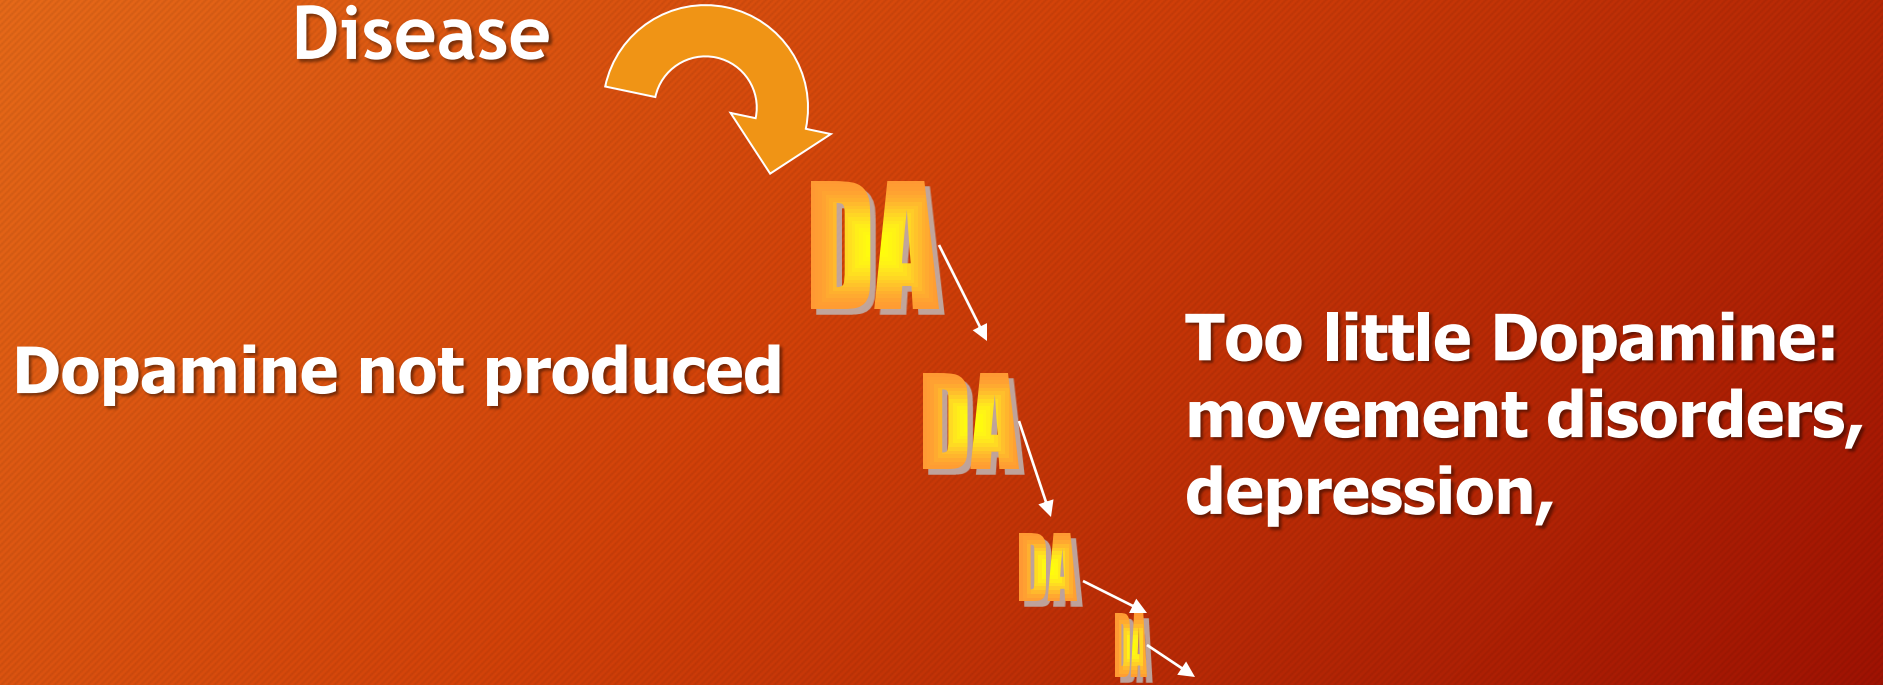 Disease
DA
Dopamine not produced
Too little Dopamine:
movement disorders,
depression,
DA
DA
DA